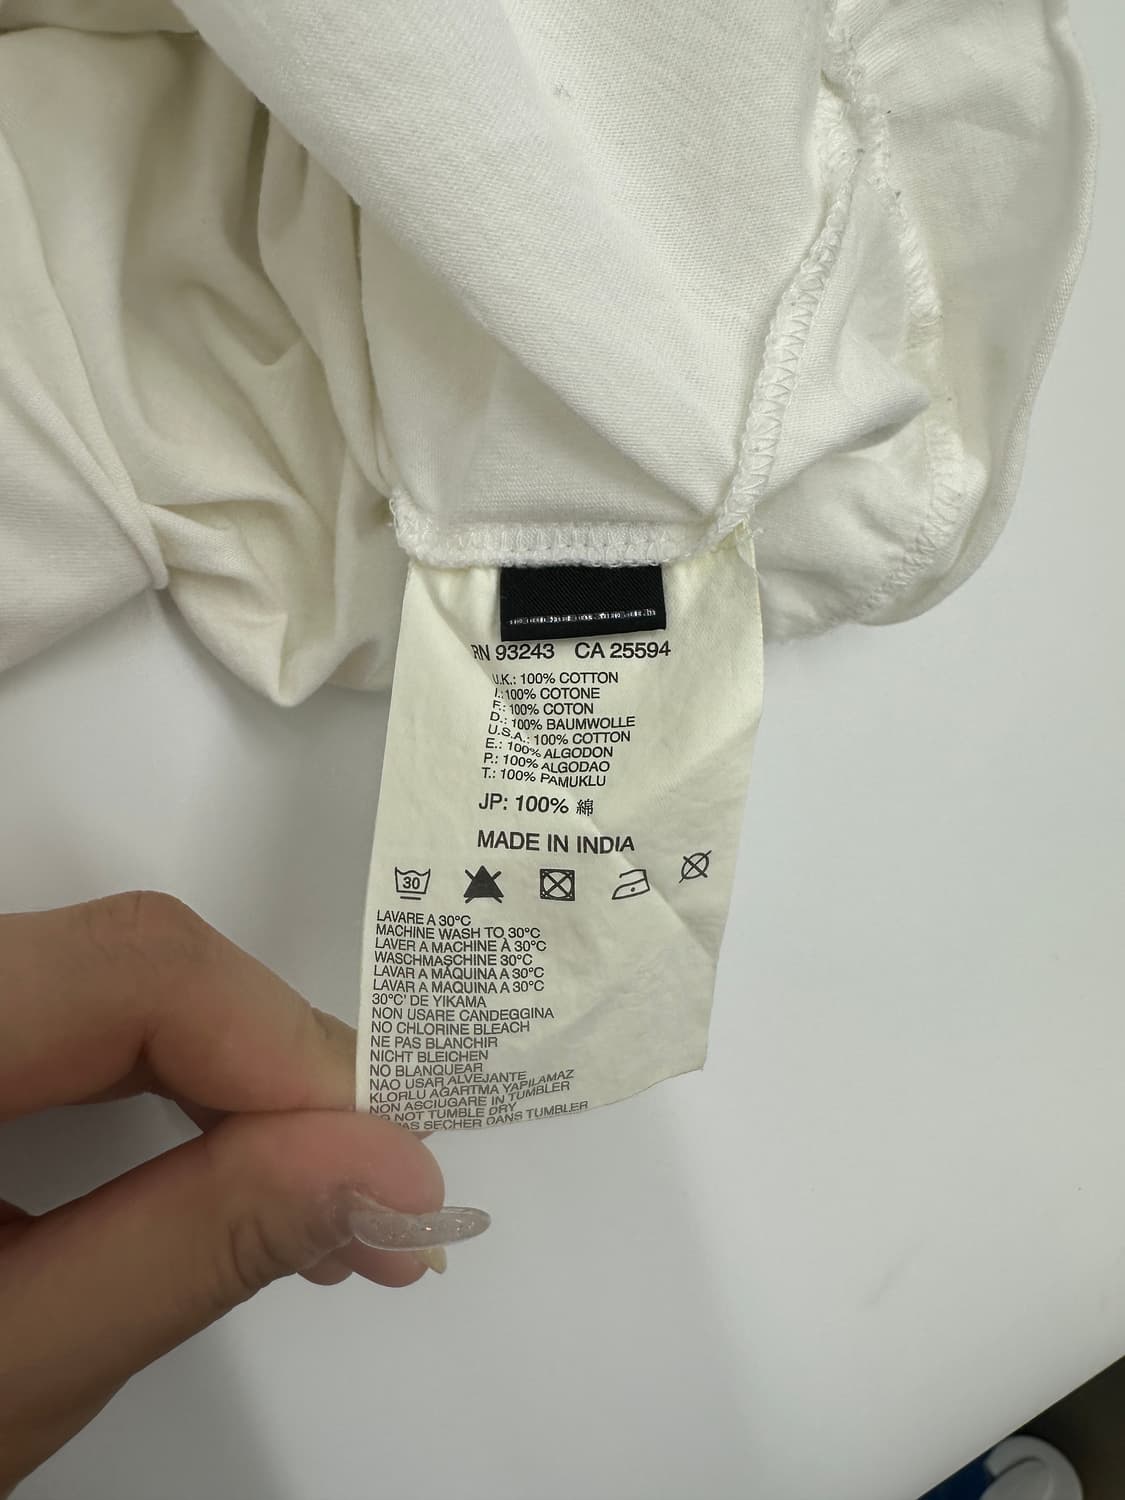 RN 93243 CA 25594
U.K.: 100% COTTON
I.: 100% COTONE
F.: 100% COTON
D.: 100% BAUMWOLLE
U.S.A.: 100% COTTON
E.: 100% ALGODON
P.: 100% ALGODAO
T.: 100% PAMUKLU
JP: 100% 綿
MADE IN INDIA
30
LAVARE A 30°C
MACHINE WASH TO 30°C
LAVER A MACHINE À 30°C
WASCHMASCHINE 30°C
LAVAR A MÁQUINA A 30°C
LAVAR A MAQUINA A 30°C
30°C' DE YIKAMA
NON USARE CANDEGGINA
NO CHLORINE BLEACH
NE PAS BLANCHIR
NICHT BLEICHEN
NO BLANQUEAR
NAO USAR ALVEJANTE
KLORLU AĞARTMA YAPILAMAZ
NON ASCIUGARE IN TUMBLER
DO NOT TUMBLE DRY
PAS SECHER DANS TUMBLER